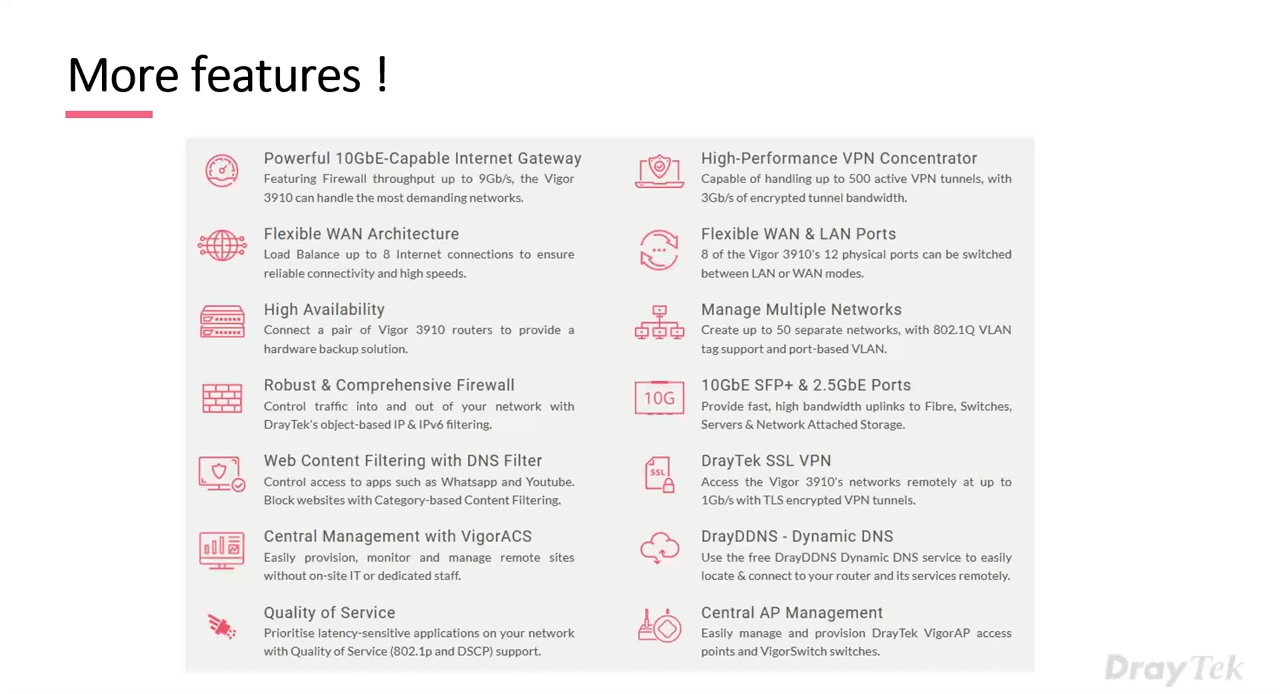 More features !
Powerful 10GbE-Capable Internet Gateway
Featuring Firewall throughput up to 9Gb/s, the Vigor
3910 can handle the most demanding networks.
Flexible WAN Architecture
Load Balance up to 8 Internet connections to ensure
reliable connectivity and high speeds.
High Availability
Connect a pair of Vigor 3910 routers to provide a
hardware backup solution.
Robust & Comprehensive Firewall
Control traffic into and out of your network with
DrayTek's object-based IP & IPv6 filtering.
Web Content Filtering with DNS Filter
Control access to apps such as Whatsapp and Youtube.
Block websites with Category-based Content Filtering.
Central Management with VigorACS
Easily provision, monitor and manage remote sites
without on-site IT or dedicated staff.
Quality of Service
Prioritise latency-sensitive applications on your network
with Quality of Service (802.1p and DSCP) support.
High-Performance VPN Concentrator
Capable of handling up to 500 active VPN tunnels, with
3Gb/s of encrypted tunnel bandwidth.
Flexible WAN & LAN Ports
8 of the Vigor 3910's 12 physical ports can be switched
between LAN or WAN modes.
Manage Multiple Networks
Create up to 50 separate networks, with 802.1Q VLAN
tag support and port-based VLAN.
10G
10GbE SFP+ & 2.5GbE Ports
Provide fast, high bandwidth uplinks to Fibre, Switches,
Servers & Network Attached Storage.
SSL
DrayTek SSL VPN
Access the Vigor 3910's networks remotely at up to
1Gb/s with TLS encrypted VPN tunnels.
DrayDDNS - Dynamic DNS
Use the free DrayDDNS Dynamic DNS service to easily
locate & connect to your router and its services remotely.
Central AP Management
Easily manage and provision DrayTek VigorAP access
points and VigorSwitch switches.
DrayTek